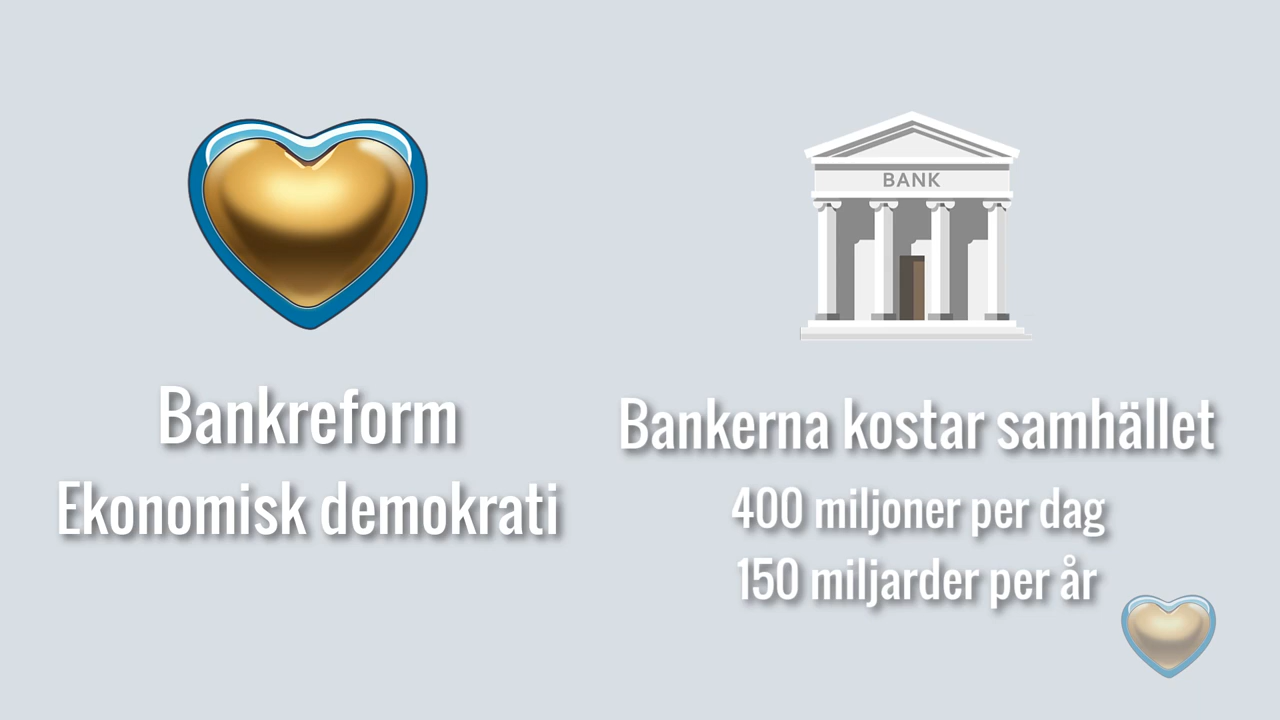 Bankreform
Ekonomisk demokrati
BANK
Bankerna kostar samhället
400 miljoner per dag
150 miljarder per år